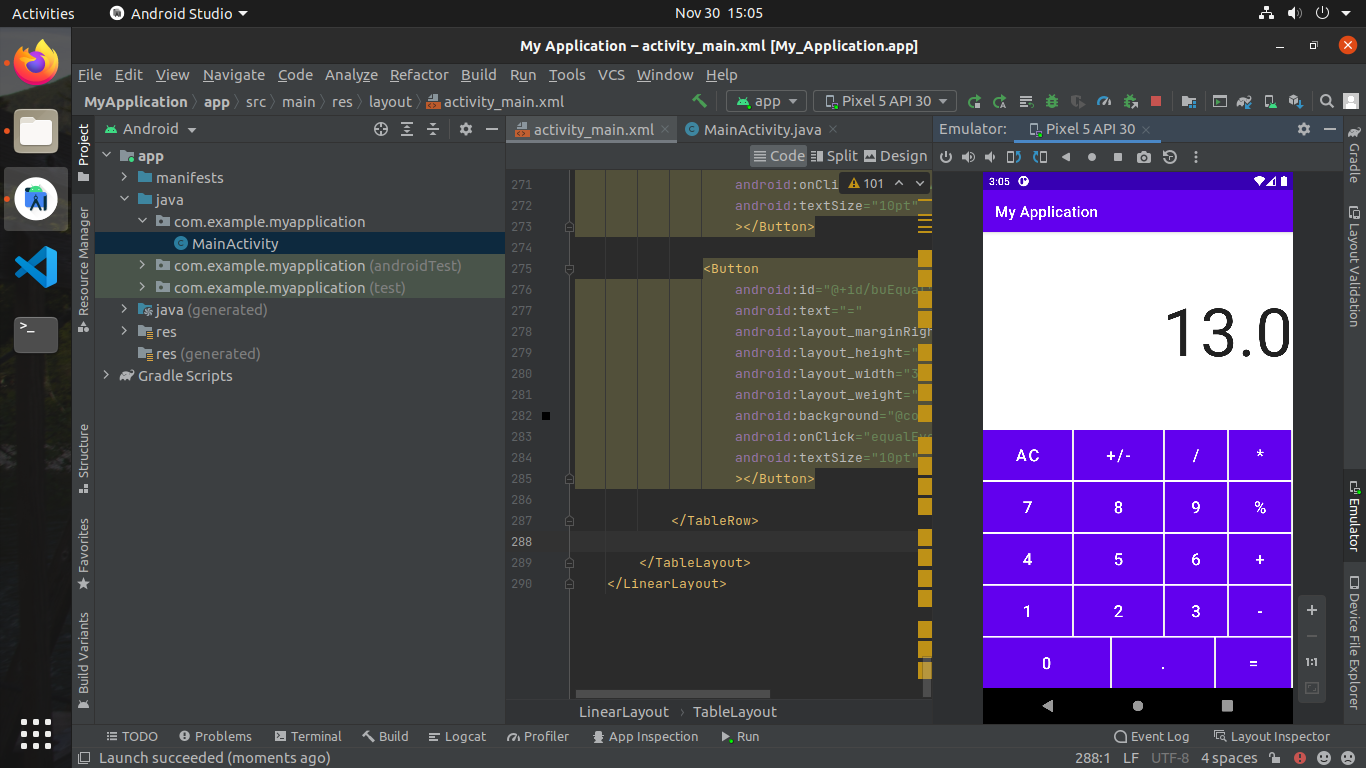 Activities Android Studio Nov 30 15:05
My Application – activity_main.xml [My_Application.app]
File Edit View Navigate Code Analyze Refactor Build Run Tools VCS Window Help
MyApplication app src main res layout activity_main.xml app Pixel 5 API 30
Project
Android
activity_main.xml MainActivity.java
Emulator: Pixel 5 API 30
Code Split Design
app
manifests
java
com.example.myapplication
MainActivity
com.example.myapplication (androidTest)
com.example.myapplication (test)
java (generated)
res
res (generated)
Gradle Scripts
Resource Manager
Structure
Favorites
Build Variants
101
271 android:onCli
272 android:textSize="10pt"
273 ></Button>
274
275 <Button
276 android:id="@+id/buEqua
277 android:text="="
278 android:layout_marginRigh
279 android:layout_height="
280 android:layout_width="3
281 android:layout_weight="
282 android:background="@co
283 android:onClick="equalEv
284 android:textSize="10pt"
285 ></Button>
286
287 </TableRow>
288
289 </TableLayout>
290 </LinearLayout>
LinearLayout TableLayout
3:05
My Application
13.0
AC +/- / *
7 8 9 %
4 5 6 +
1 2 3 -
0 . =
1:1
Gradle
Layout Validation
Emulator
Device File Explorer
TODO Problems Terminal Build Logcat Profiler App Inspection Run Event Log Layout Inspector
Launch succeeded (moments ago) 288:1 LF UTF-8 4 spaces